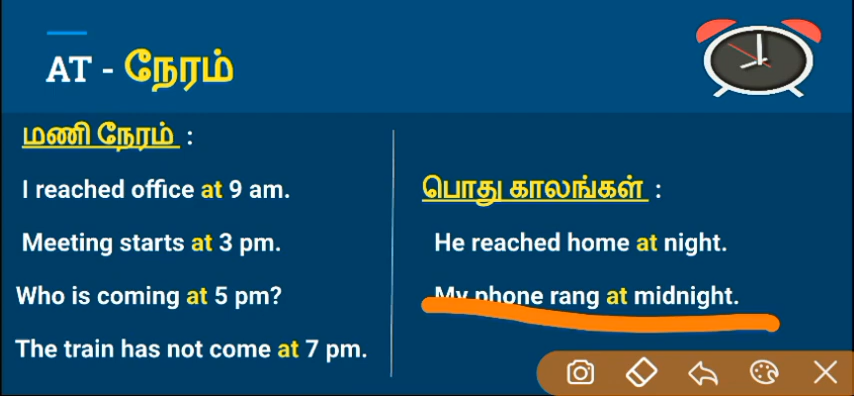 AT - நேரம்
மணி நேரம் :
I reached office at 9 am.
Meeting starts at 3 pm.
Who is coming at 5 pm?
The train has not come at 7 pm.
பொது காலங்கள் :
He reached home at night.
My phone rang at midnight.